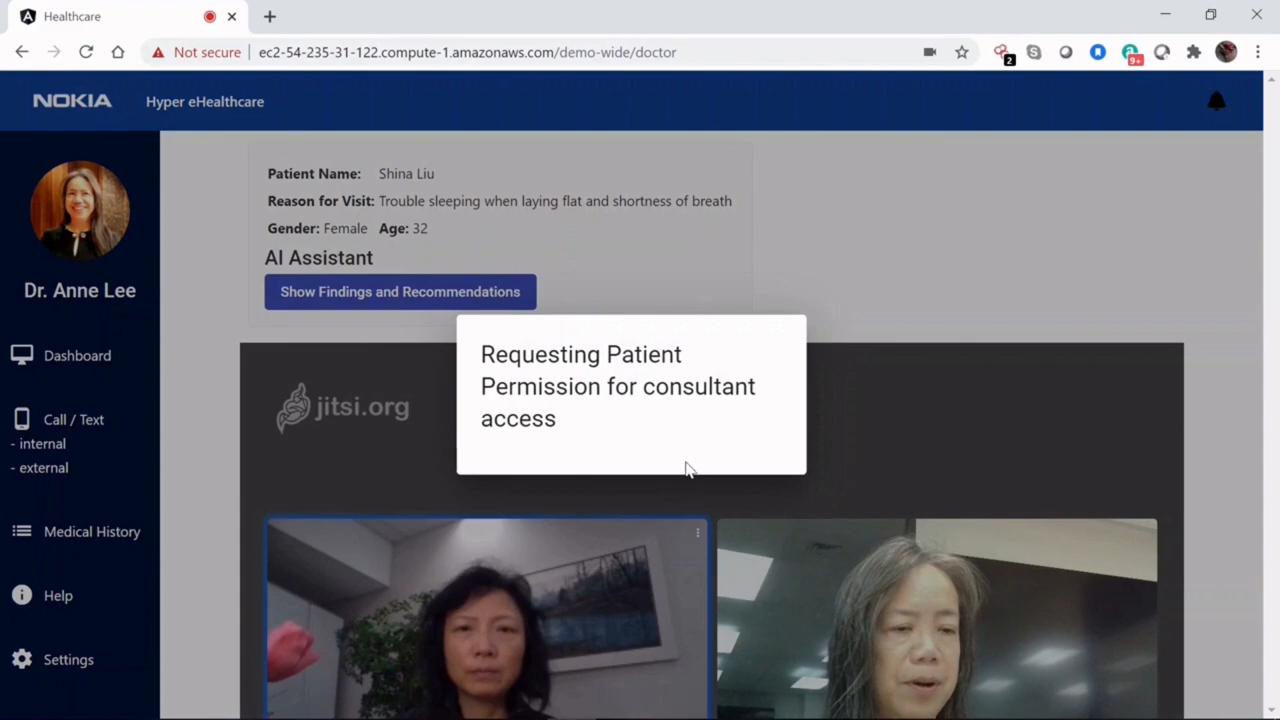 Healthcare
Not secure ec2-54-235-31-122.compute-1.amazonaws.com/demo-wide/doctor
2
9+
NOKIA Hyper eHealthcare
Dr. Anne Lee
Dashboard
Call / Text
- internal
- external
Medical History
Help
Settings
Patient Name: Shina Liu
Reason for Visit: Trouble sleeping when laying flat and shortness of breath
Gender: Female Age: 32
AI Assistant
Show Findings and Recommendations
Requesting Patient
Permission for consultant
access
jitsi.org